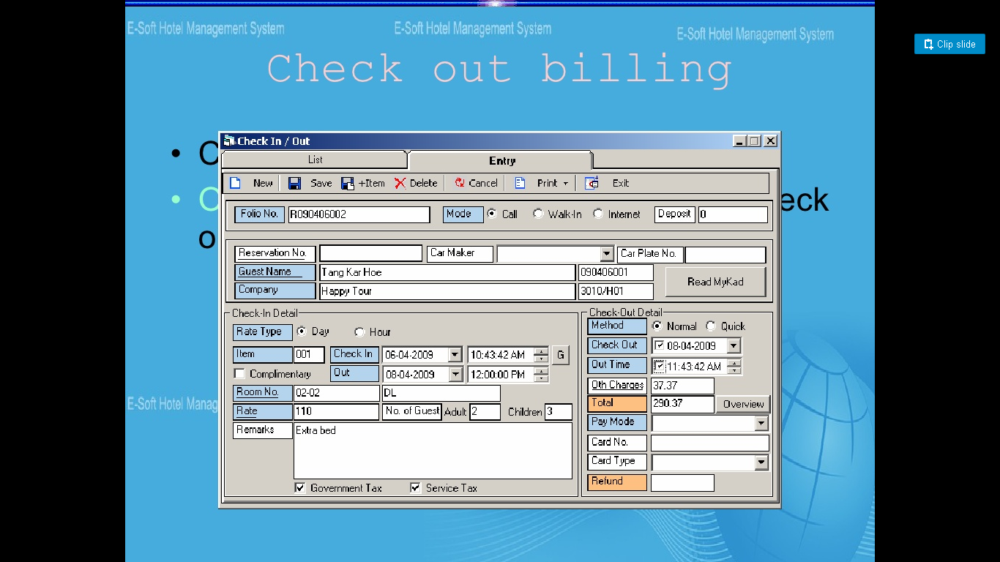 E-Soft Hotel Management System E-Soft Hotel Management System E-Soft Hotel Management System
Clip slide
Check out billing
• C
• C eck
o
Check In / Out
List Entry
New Save +Item Delete Cancel Print Exit
Folio No. R090406002 Mode Call Walk-In Internet Deposit 0
Reservation No. Car Maker Car Plate No.
Guest Name Tang Kar Hoe 090406001
Read MyKad
Company Happy Tour 3010/H01
Check-In Detail
Rate Type Day Hour
Item 001 Check In 06-04-2009 10:43:42 AM G
Complimentary Out 08-04-2009 12:00:00 PM
Room No. 02-02 DL
Rate 110 No. of Guest Adult 2 Children 3
Remarks Extra bed
Government Tax Service Tax
Check-Out Detail
Method Normal Quick
Check Out 08-04-2009
Out Time 11:43:42 AM
Oth Charges 37.37
Total 290.37 Overview
Pay Mode
Card No.
Card Type
Refund
E-Soft Hotel Manag